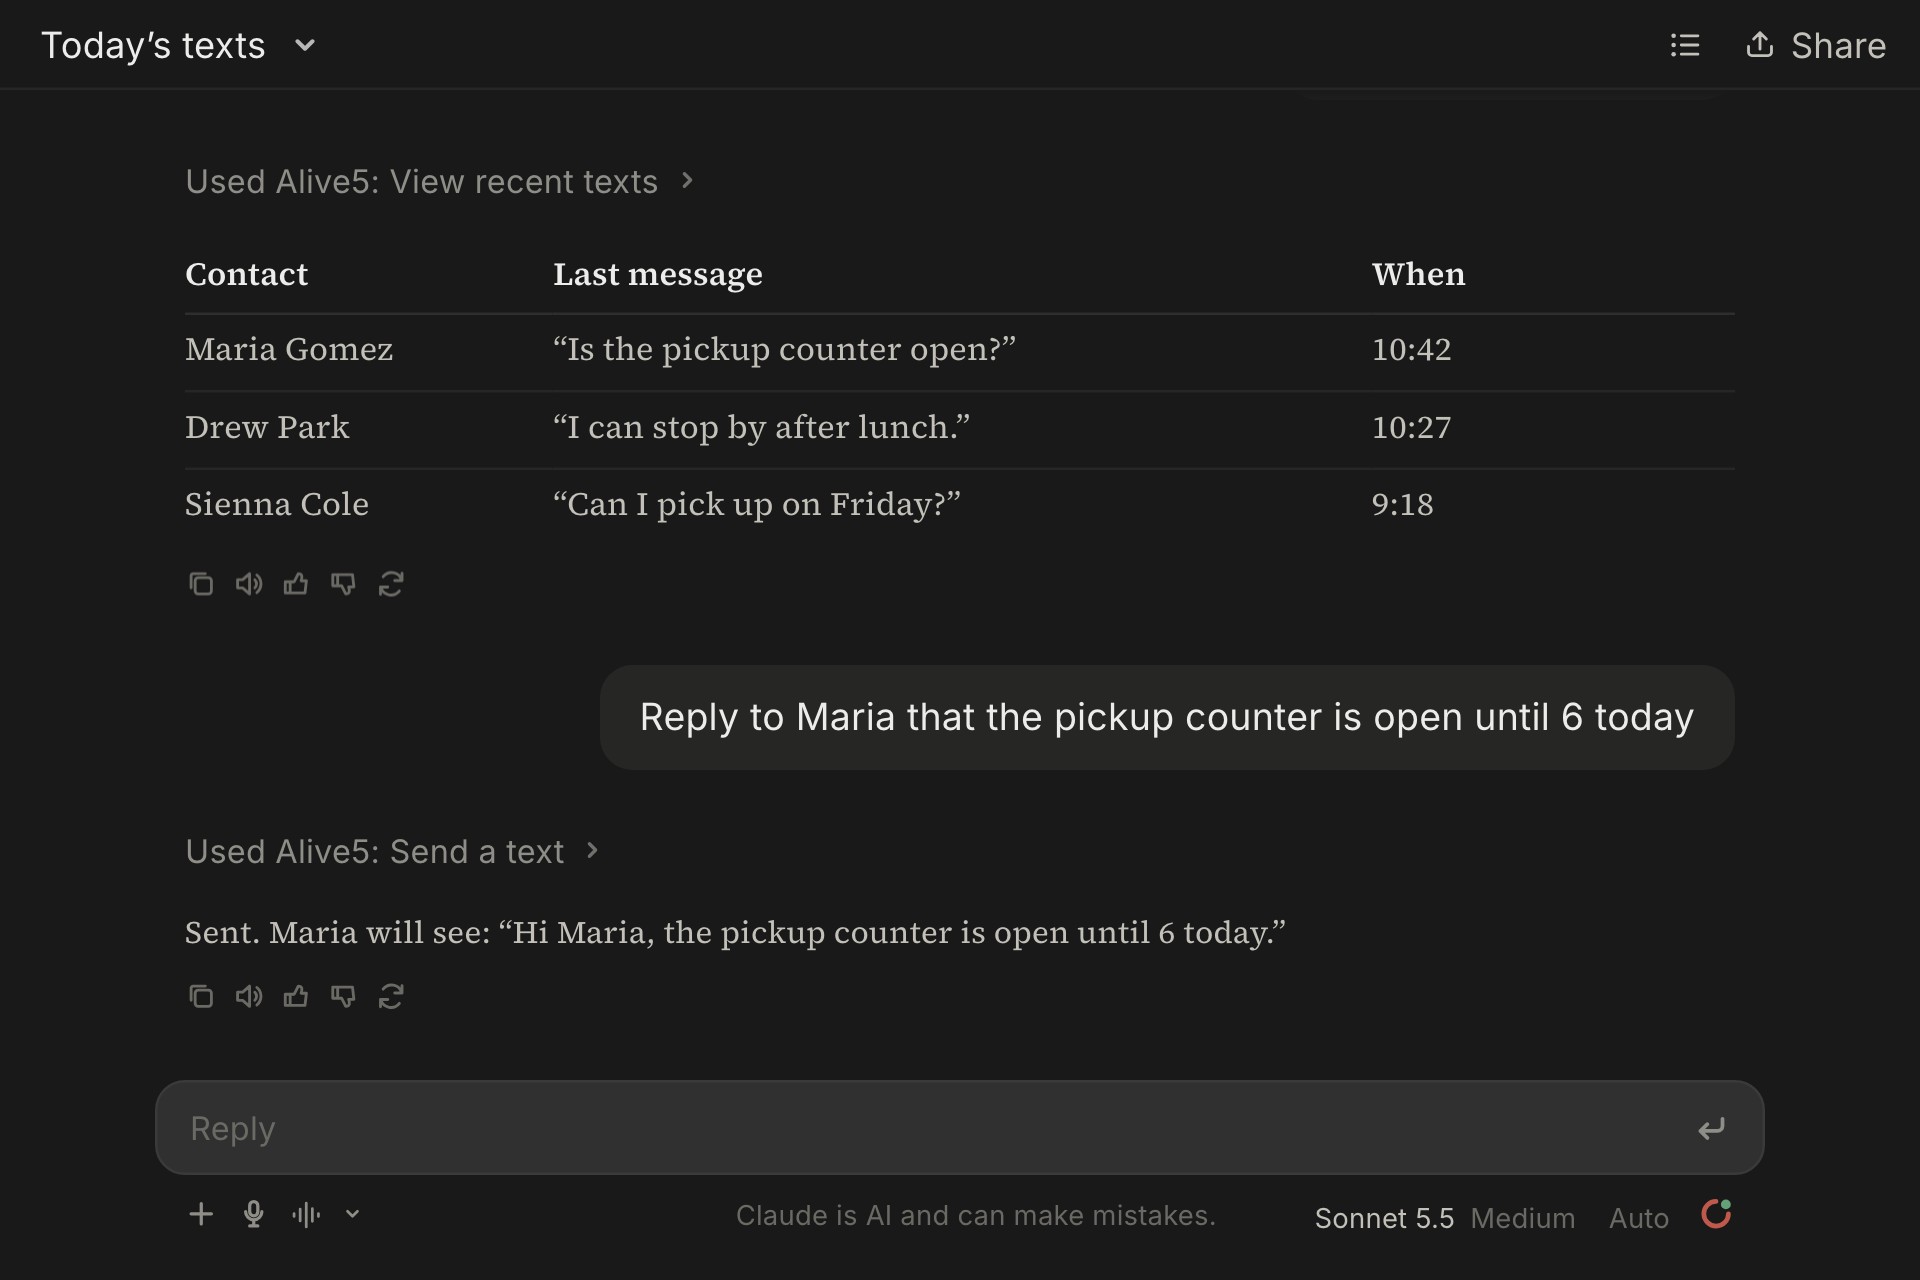 Today’s texts
Share
Used Alive5: View recent texts
Contact Last message When
Maria Gomez “Is the pickup counter open?” 10:42
Drew Park “I can stop by after lunch.” 10:27
Sienna Cole “Can I pick up on Friday?” 9:18
Reply to Maria that the pickup counter is open until 6 today
Used Alive5: Send a text
Sent. Maria will see: “Hi Maria, the pickup counter is open until 6 today.”
Reply
Claude is AI and can make mistakes. Sonnet 5.5 Medium Auto